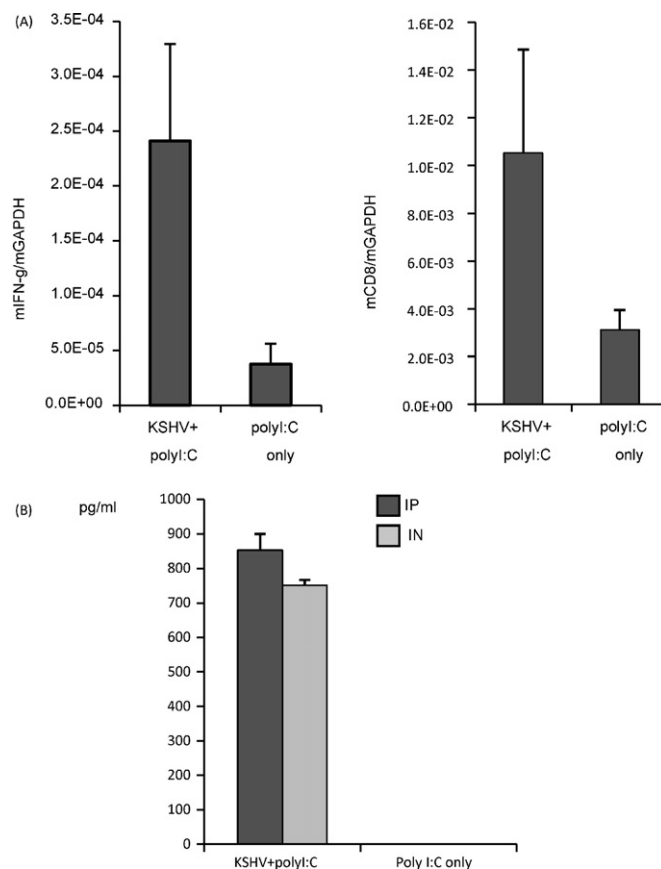 (A)
mIFN-g/mGAPDH
3.5E-04
3.0E-04
2.5E-04
2.0E-04
1.5E-04
1.0E-04
5.0E-05
0.0E+00
KSHV+
polyI:C
polyI:C
only
mCD8/mGAPDH
1.6E-02
1.4E-02
1.2E-02
1.0E-02
8.0E-03
6.0E-03
4.0E-03
2.0E-03
0.0E+00
KSHV+
polyI:C
polyI:C
only
(B)
pg/ml
1000
900
800
700
600
500
400
300
200
100
0
KSHV+polyI:C
Poly I:C only
IP
IN